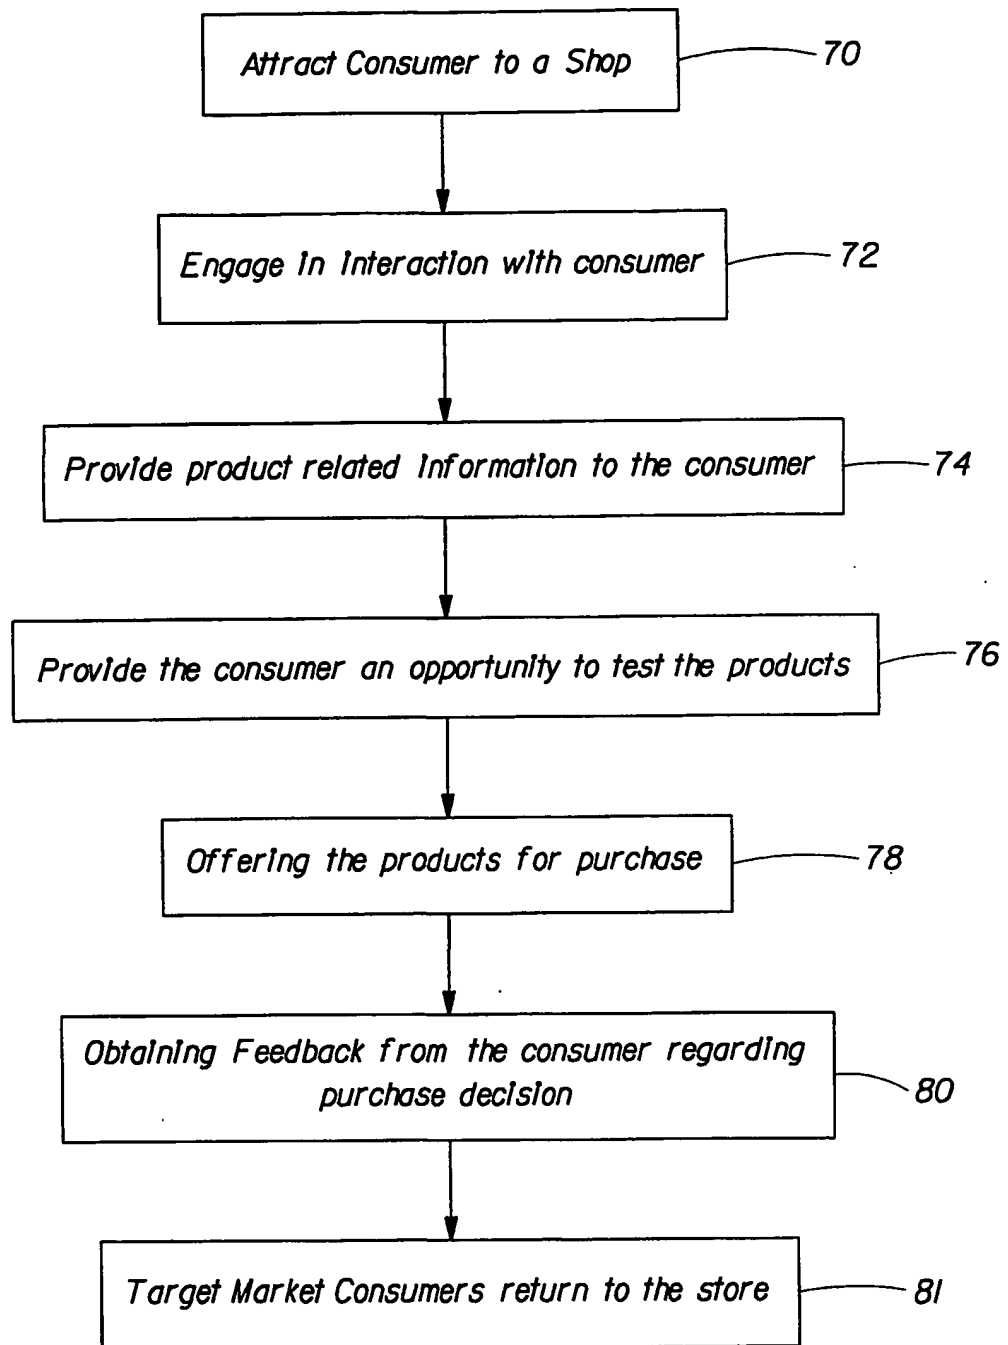 Attract Consumer to a Shop
70
Engage in interaction with consumer
72
Provide product related information to the consumer
74
Provide the consumer an opportunity to test the products
76
Offering the products for purchase
78
Obtaining Feedback from the consumer regarding
purchase decision
80
Target Market Consumers return to the store
81